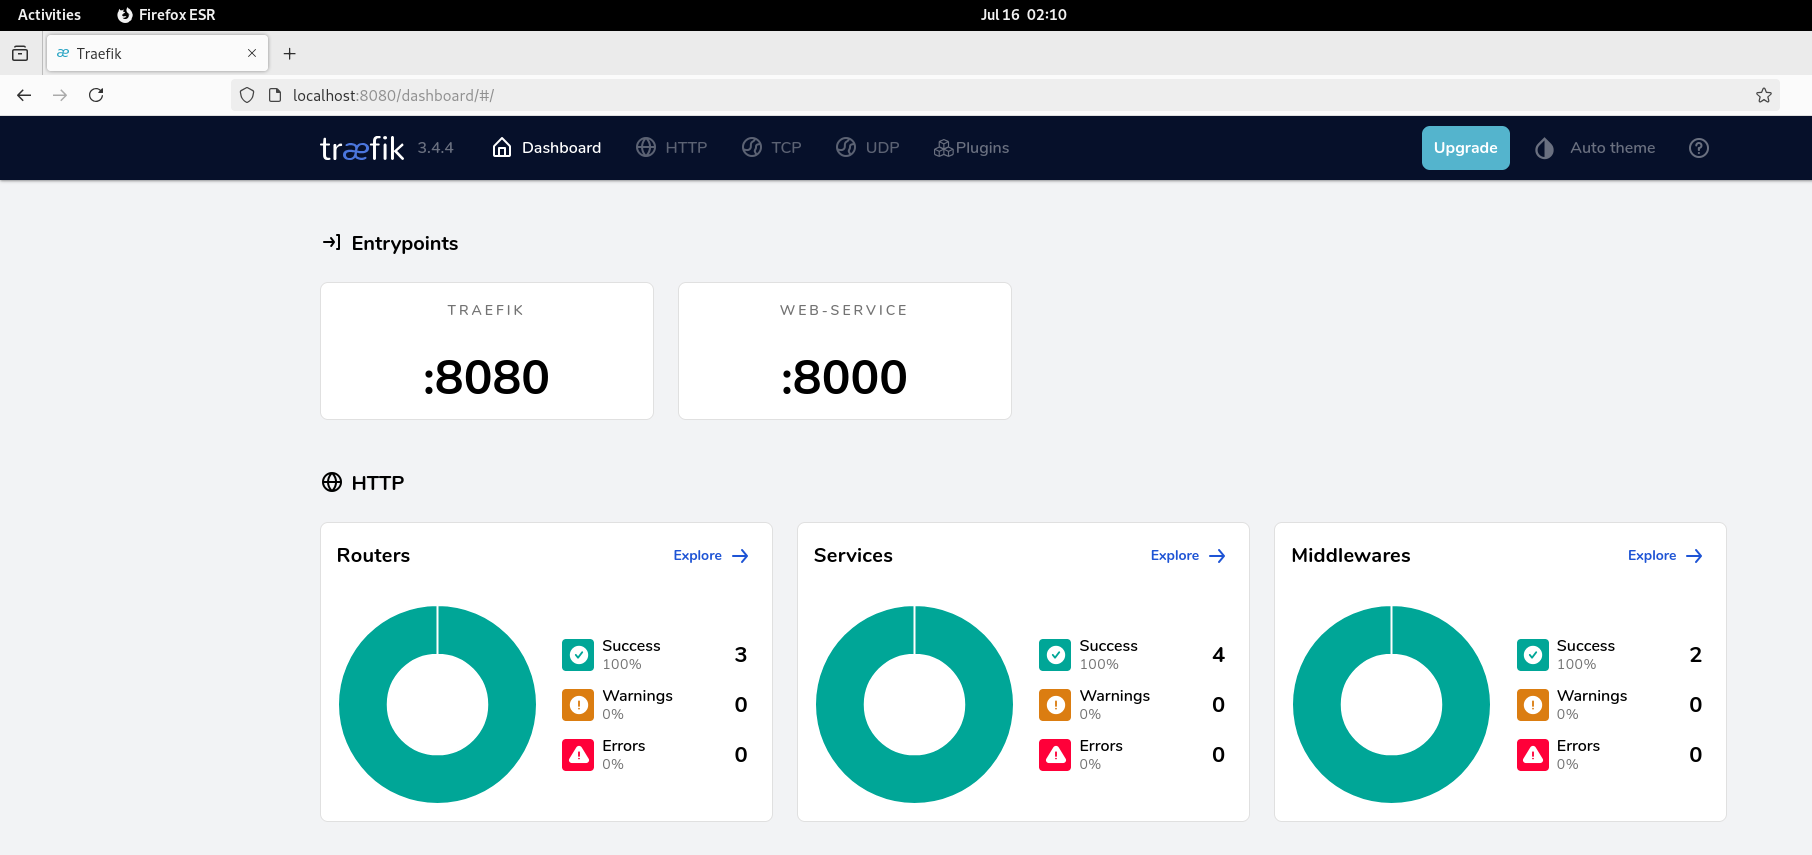 Activities Firefox ESR Jul 16 02:10
Traefik
localhost:8080/dashboard/#/
træfik 3.4.4 Dashboard HTTP TCP UDP Plugins Upgrade Auto theme
Entrypoints
TRAEFIK WEB-SERVICE
:8080 :8000
HTTP
Routers Explore Services Explore Middlewares Explore
Success 3 Success 4 Success 2
100% 100% 100%
Warnings 0 Warnings 0 Warnings 0
0% 0% 0%
Errors 0 Errors 0 Errors 0
0% 0% 0%